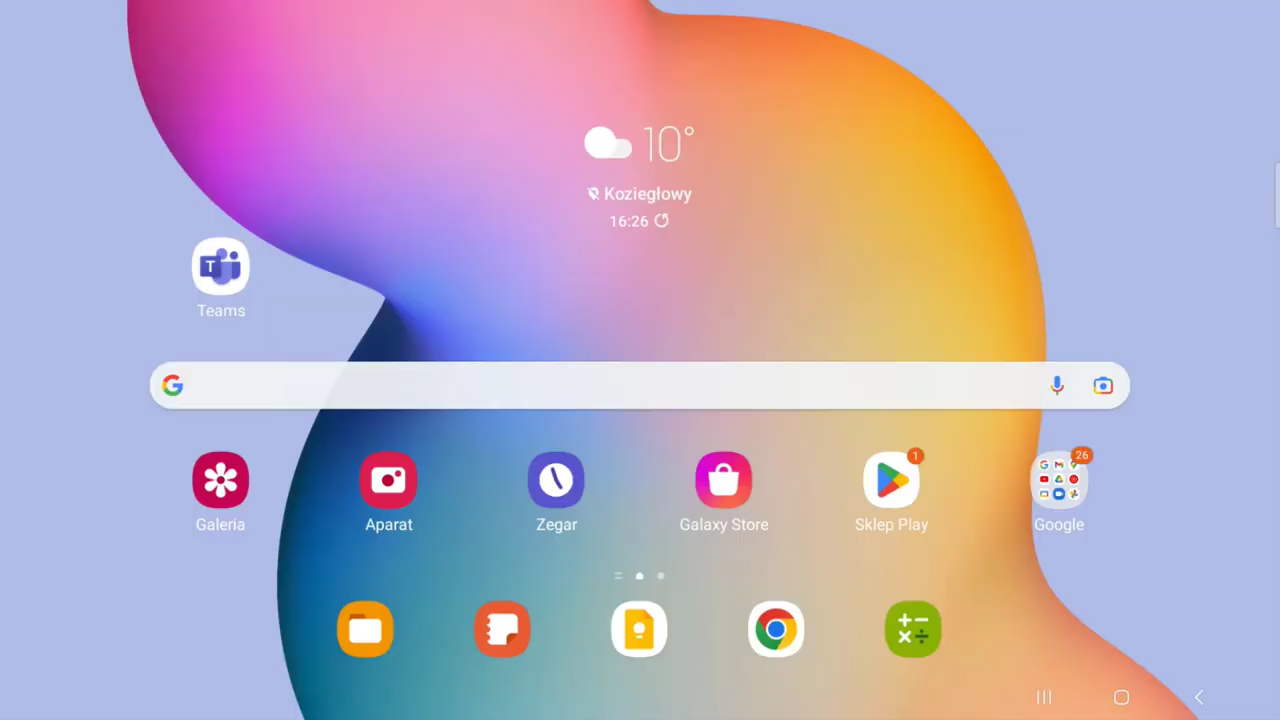 10°
Koziegłowy
16:26
Teams
Galeria
Aparat
Zegar
Galaxy Store
1
Sklep Play
26
Google